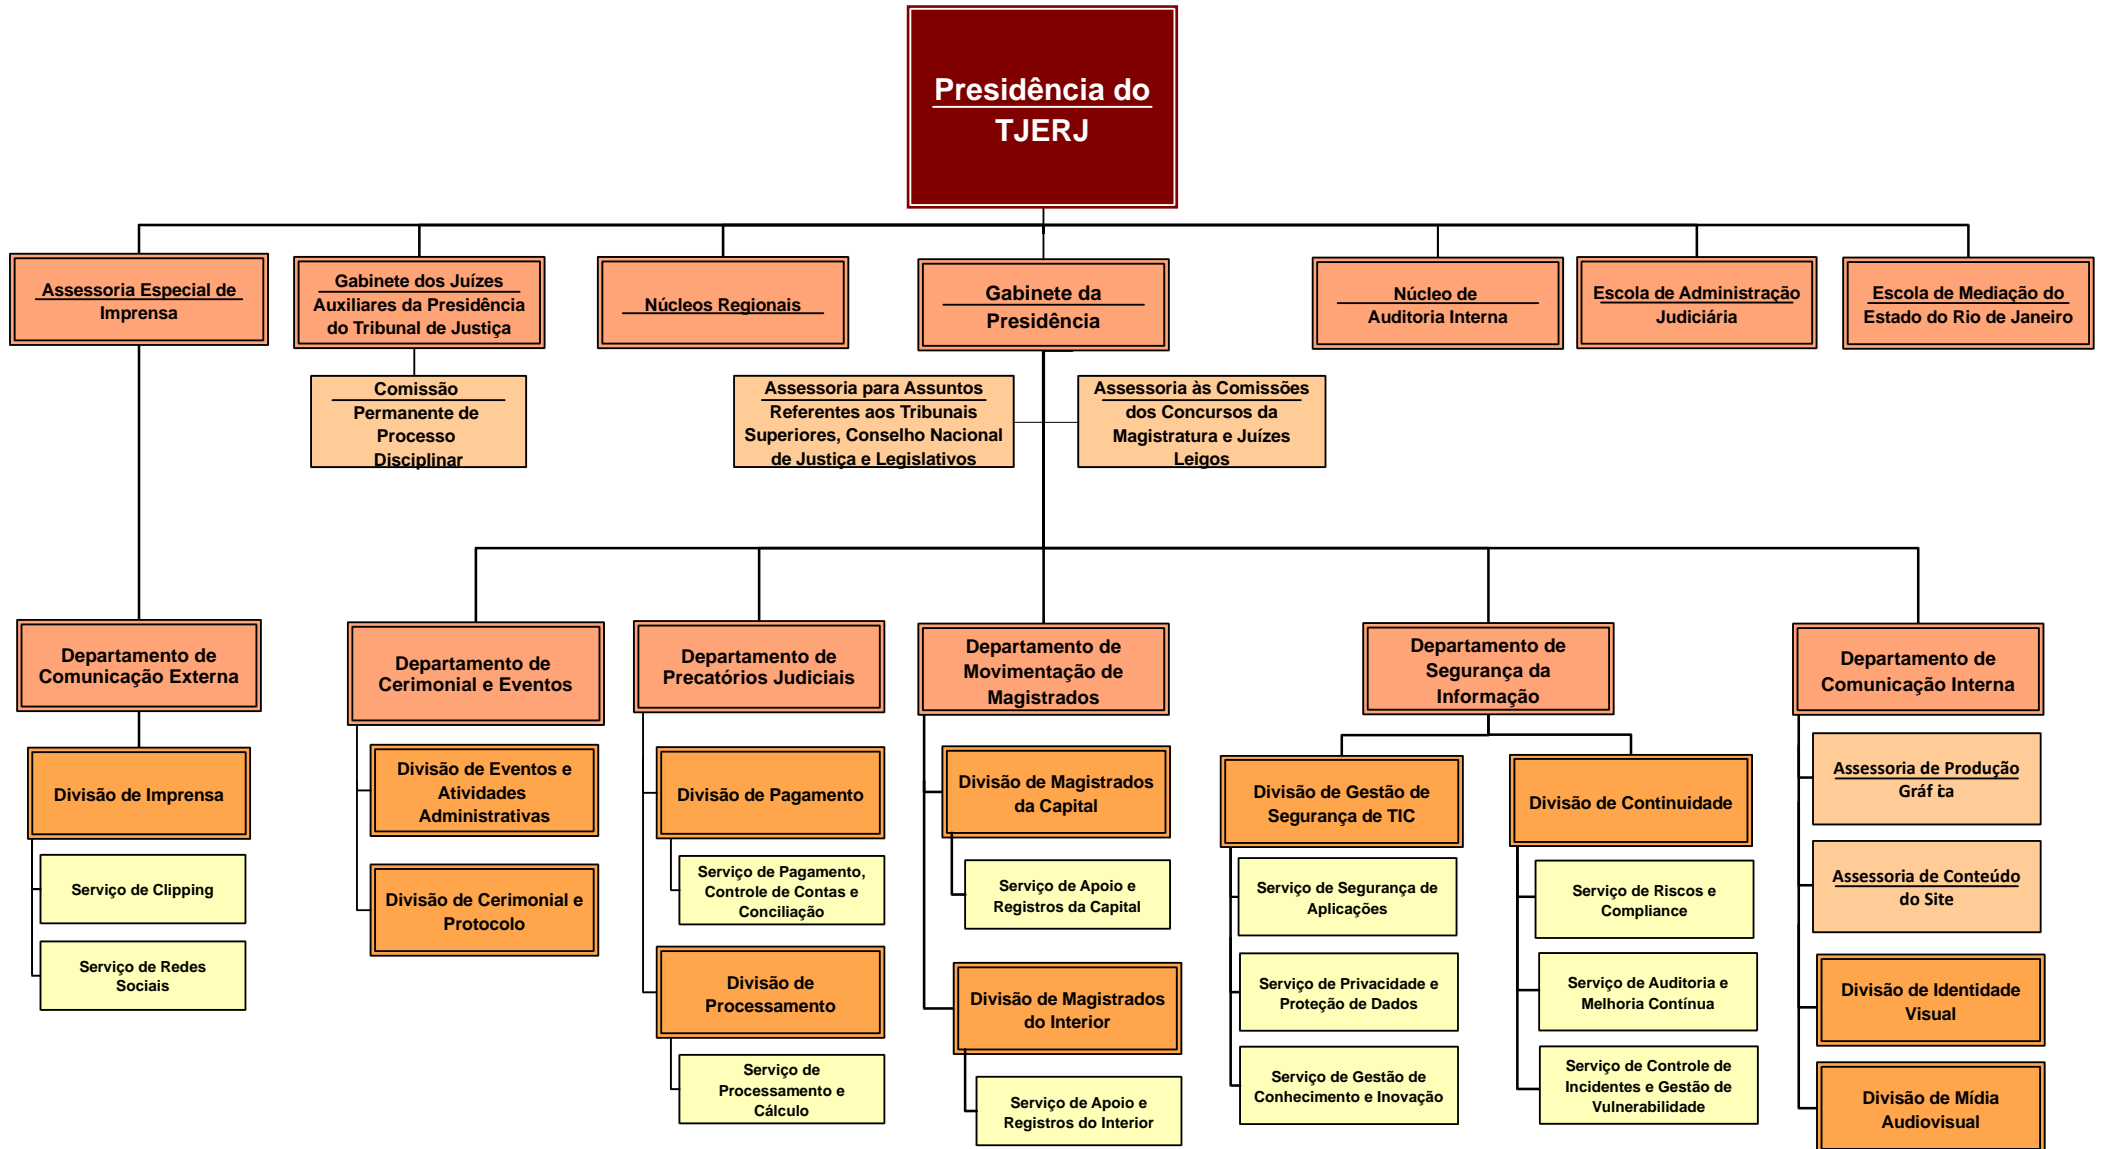 Presidência do
TJERJ
Assessoria Especial de
Imprensa
Gabinete dos Juízes
Auxiliares da Presidência
do Tribunal de Justiça
Núcleos Regionais
Gabinete da
Presidência
Núcleo de
Auditoria Interna
Escola de Administração
Judiciária
Escola de Mediação do
Estado do Rio de Janeiro
Comissão
Permanente de
Processo
Disciplinar
Assessoria para Assuntos
Referentes aos Tribunais
Superiores, Conselho Nacional
de Justiça e Legislativos
Assessoria às Comissões
dos Concursos da
Magistratura e Juízes
Leigos
Departamento de
Comunicação Externa
Departamento de
Cerimonial e Eventos
Departamento de
Precatórios Judiciais
Departamento de
Movimentação de
Magistrados
Departamento de
Segurança da
Informação
Departamento de
Comunicação Interna
Divisão de Imprensa
Serviço de Clipping
Serviço de Redes
Sociais
Divisão de Eventos e
Atividades
Administrativas
Divisão de Cerimonial e
Protocolo
Divisão de Pagamento
Serviço de Pagamento,
Controle de Contas e
Conciliação
Divisão de
Processamento
Serviço de
Processamento e
Cálculo
Divisão de Magistrados
da Capital
Serviço de Apoio e
Registros da Capital
Divisão de Magistrados
do Interior
Serviço de Apoio e
Registros do Interior
Divisão de Gestão de
Segurança de TIC
Serviço de Segurança de
Aplicações
Serviço de Privacidade e
Proteção de Dados
Serviço de Gestão de
Conhecimento e Inovação
Divisão de Continuidade
Serviço de Riscos e
Compliance
Serviço de Auditoria e
Melhoria Contínua
Serviço de Controle de
Incidentes e Gestão de
Vulnerabilidade
Assessoria de Produção
Gráfica
Assessoria de Conteúdo
do Site
Divisão de Identidade
Visual
Divisão de Mídia
Audiovisual